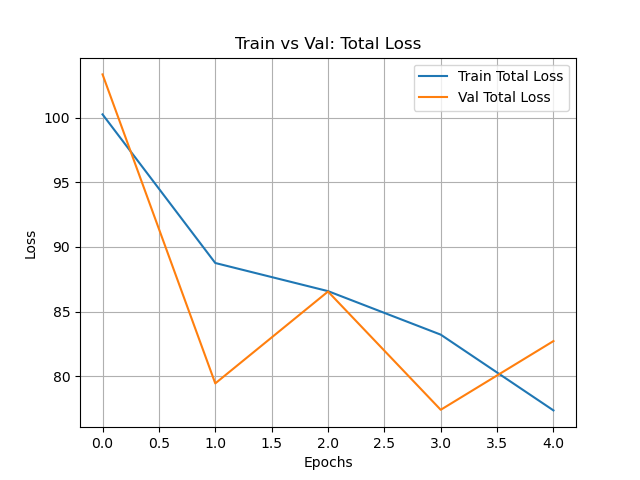 Train vs Val: Total Loss
Train Total Loss
Val Total Loss
100
95
90
85
80
Loss
0.0 0.5 1.0 1.5 2.0 2.5 3.0 3.5 4.0
Epochs